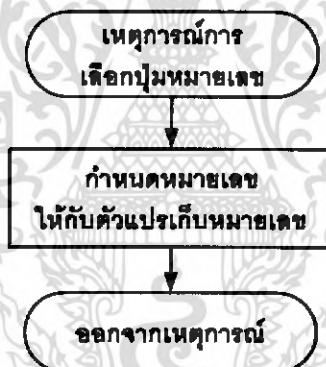 เหตุการณ์การ
เลือกปุ่มหมายเลข
กำหนดหมายเลข
ให้กับตัวแปรเก็บหมายเลข
ออกจากเหตุการณ์